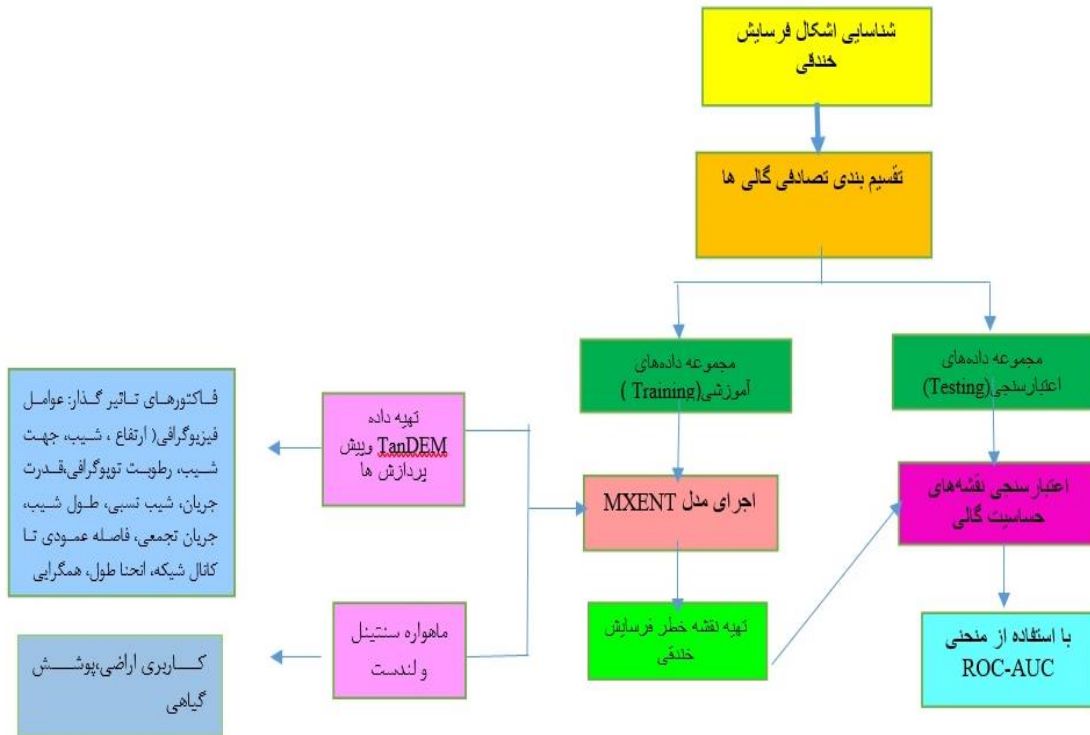 شناسایی اشکال فرسایش
خندقی
تقسیم بندی تصادفی گالی ها
مجموعه داده‌های
اعتبارسنجی(Testing)
مجموعه داده‌های
آموزشی(Training )
تهیه داده
TanDEM وپیش
پردازش ها
فاکتورهای تاثیر گذار: عوامل
فیزیوگرافی( ارتفاع ، شیب، جهت
شیب، رطوبت توپوگرافی،قدرت
جریان، شیب نسبی، طول شیب،
جریان تجمعی، فاصله عمودی تا
کانال شبکه، انحنا طول، همگرایی
اعتبارسنجی نقشه‌های
حساسیت گالی
اجرای مدل MXENT
تهیه نقشه خطر فرسایش
خندقی
ماهواره سنتینل
و لندست
کاربری اراضی،پوشش
گیاهی
با استفاده از منحنی
ROC-AUC